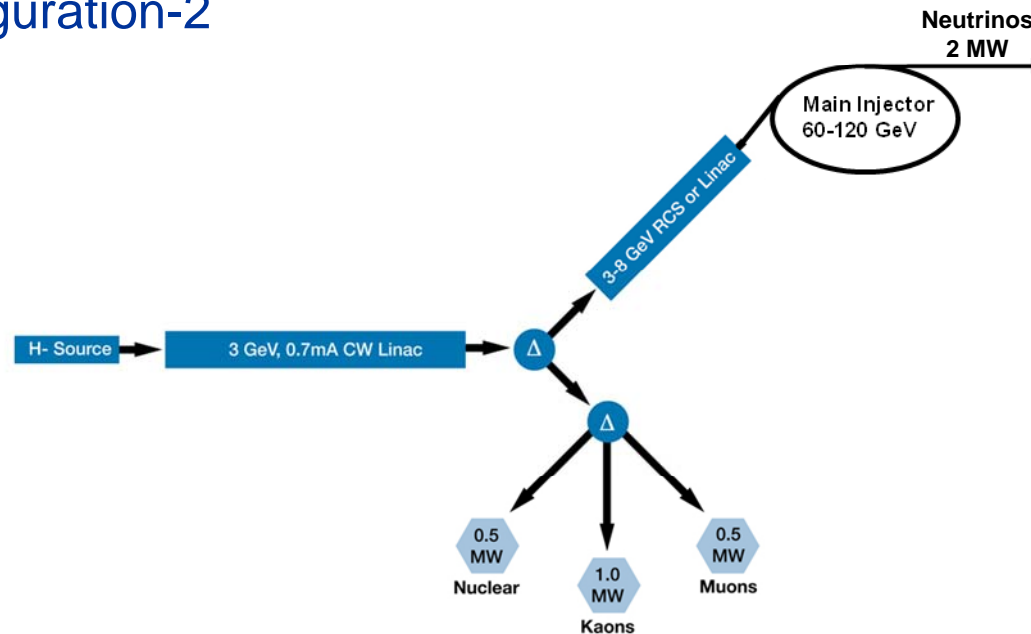 guration-2
Neutrinos
2 MW
Main Injector
60-120 GeV
3-8 GeV RCS or Linac
H- Source
3 GeV, 0.7mA CW Linac
Δ
Δ
0.5
MW
Nuclear
1.0
MW
Kaons
0.5
MW
Muons